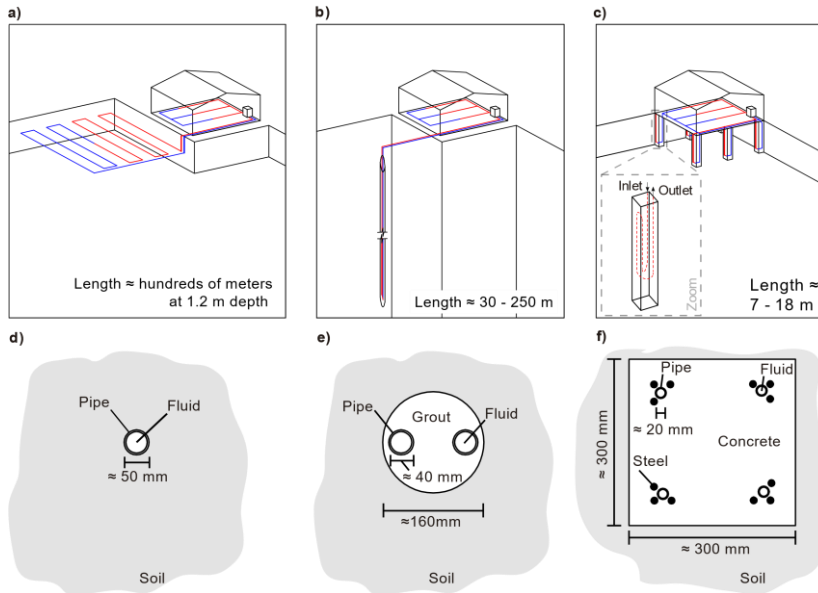 a)
Length ≈ hundreds of meters
at 1.2 m depth
b)
Length ≈ 30 - 250 m
c)
Inlet
Outlet
Zoom
Length ≈
7 - 18 m
d)
Pipe
Fluid
≈ 50 mm
Soil
e)
Pipe
Grout
Fluid
≈ 40 mm
≈160mm
Soil
f)
Pipe
Fluid
≈ 20 mm
Concrete
Steel
≈ 300 mm
≈ 300 mm
Soil